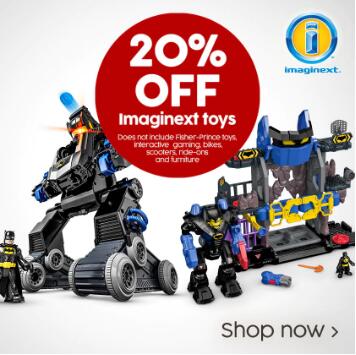 20%
OFF
Imaginext toys
Does not include Fisher-Prince toys,
interactive gaming, bikes,
scooters, ride-ons
and furniture
i
imaginext.
Shop now >